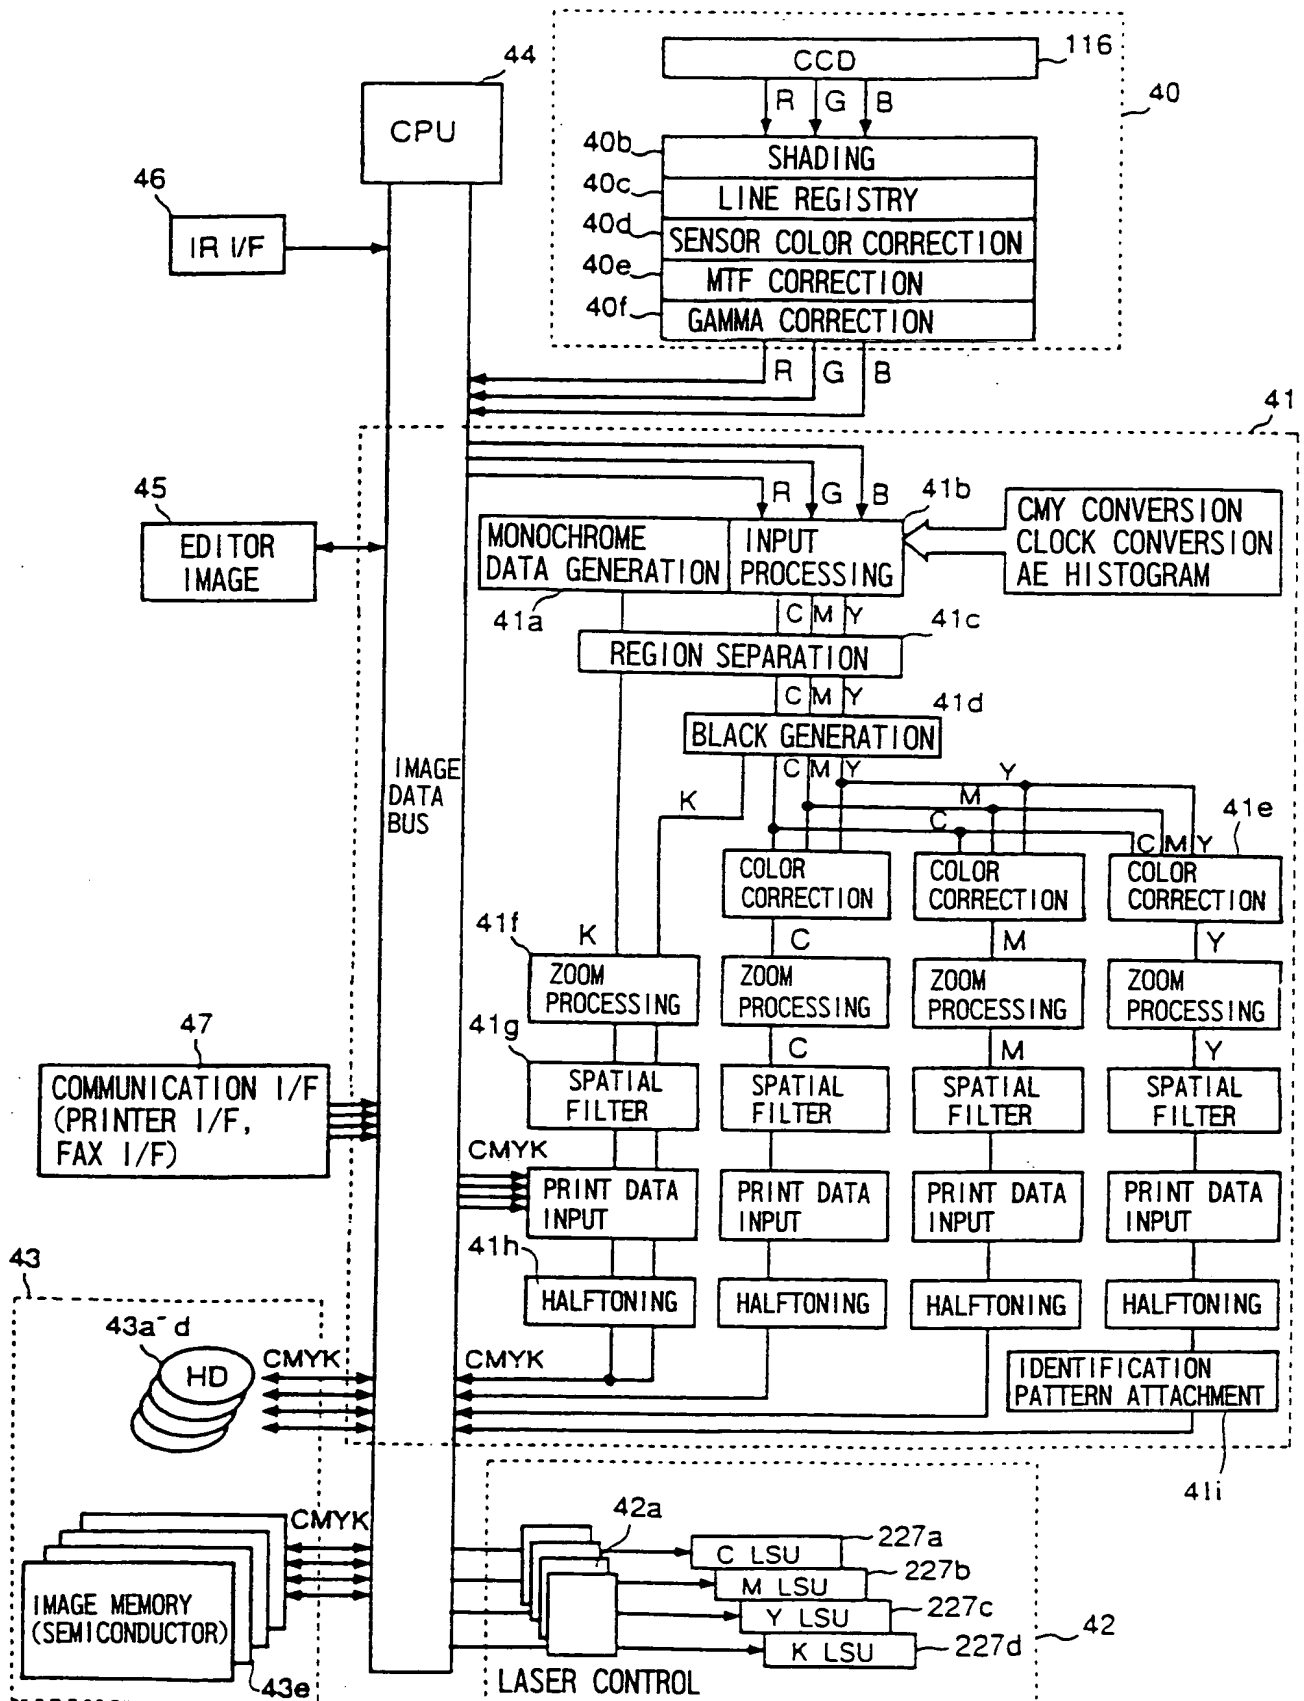 CCD
116
R G B
40
44
CPU
40b
SHADING
40c
LINE REGISTRY
40d
SENSOR COLOR CORRECTION
40e
MTF CORRECTION
40f
GAMMA CORRECTION
R G B
46
IR I/F
41
45
EDITOR
IMAGE
R G B
41b
CMY CONVERSION
CLOCK CONVERSION
AE HISTOGRAM
MONOCHROME
DATA GENERATION
INPUT
PROCESSING
41a
C M Y
41c
REGION SEPARATION
C M Y
41d
BLACK GENERATION
IMAGE
DATA
BUS
C M Y
Y
M
C
K
C M Y
41e
COLOR
CORRECTION
COLOR
CORRECTION
COLOR
CORRECTION
41f
K
C
M
Y
ZOOM
PROCESSING
ZOOM
PROCESSING
ZOOM
PROCESSING
ZOOM
PROCESSING
47
41g
C
M
Y
COMMUNICATION I/F
(PRINTER I/F,
FAX I/F)
SPATIAL
FILTER
SPATIAL
FILTER
SPATIAL
FILTER
SPATIAL
FILTER
CMYK
PRINT DATA
INPUT
PRINT DATA
INPUT
PRINT DATA
INPUT
PRINT DATA
INPUT
43
41h
HALFTONING
HALFTONING
HALFTONING
HALFTONING
43a-d
HD
CMYK
CMYK
IDENTIFICATION
PATTERN ATTACHMENT
41i
CMYK
IMAGE MEMORY
(SEMICONDUCTOR)
43e
42a
C LSU
227a
M LSU
227b
Y LSU
227c
K LSU
227d
42
LASER CONTROL